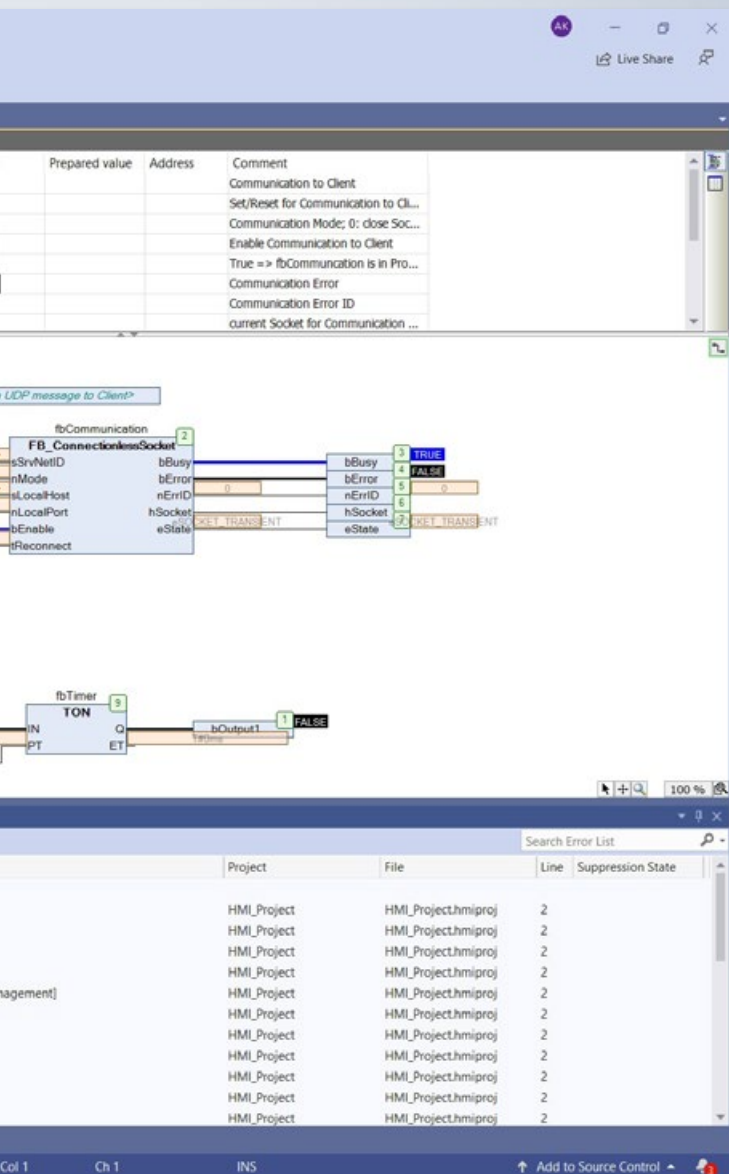 AK
Live Share
Prepared value Address Comment
Communication to Client
Set/Reset for Communication to Cli...
Communication Mode; 0: close Soc...
Enable Communication to Client
True => fbCommuncation is in Pro...
Communication Error
Communication Error ID
current Socket for Communication ...
UDP message to Client>
fbCommunication
2
FB_ConnectionlessSocket
sSrvNetID bBusy bBusy 3 TRUE
nMode bError bError 4 FALSE
sLocalHost nErrID 0 nErrID 5 0
nLocalPort hSocket hSocket 6
bEnable eState eSOCKET_TRANSIENT eState 7 eSOCKET_TRANSIENT
tReconnect
fbTimer
9
TON
IN Q bOutput1 1 FALSE
PT ET T#0ms
100 %
Search Error List
Project File Line Suppression State
HMI_Project HMI_Project.hmiproj 2
HMI_Project HMI_Project.hmiproj 2
HMI_Project HMI_Project.hmiproj 2
HMI_Project HMI_Project.hmiproj 2
nagement] HMI_Project HMI_Project.hmiproj 2
HMI_Project HMI_Project.hmiproj 2
HMI_Project HMI_Project.hmiproj 2
HMI_Project HMI_Project.hmiproj 2
HMI_Project HMI_Project.hmiproj 2
HMI_Project HMI_Project.hmiproj 2
HMI_Project HMI_Project.hmiproj 2
Col 1 Ch 1 INS Add to Source Control